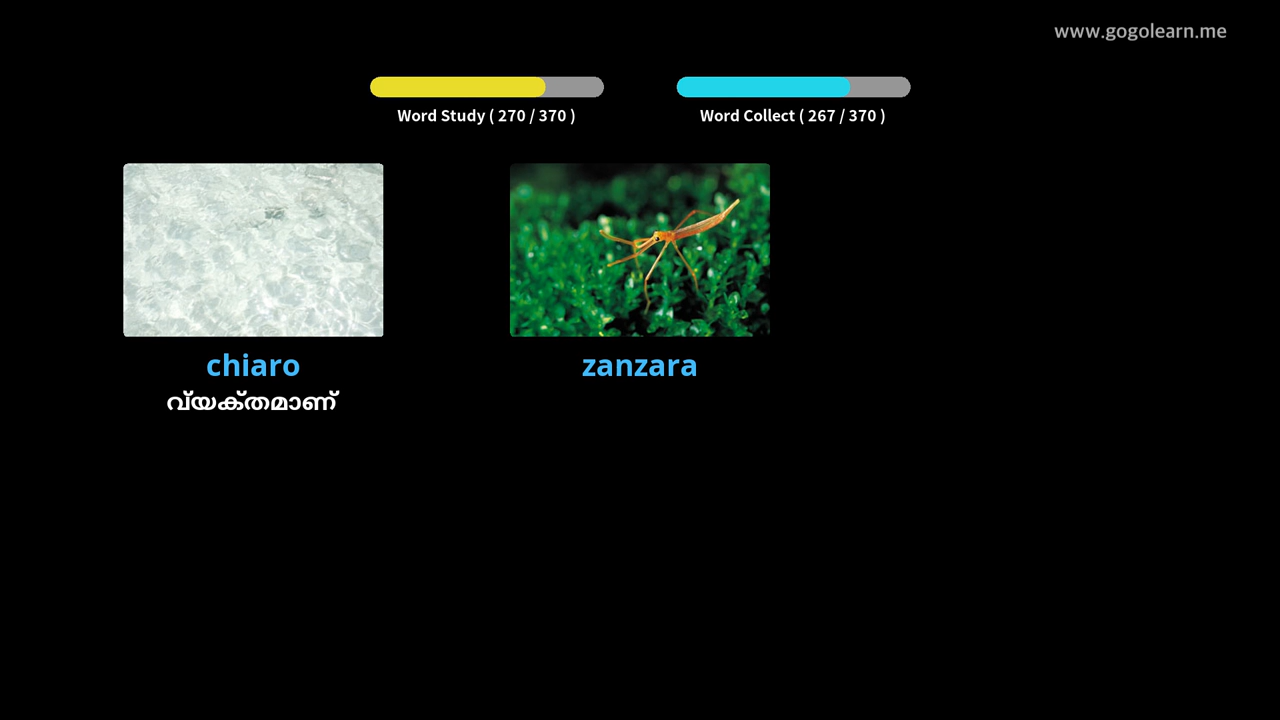 www.gogolearn.me
Word Study ( 270 / 370 )
Word Collect ( 267 / 370 )
chiaro
വ്യക്തമാണ്
zanzara